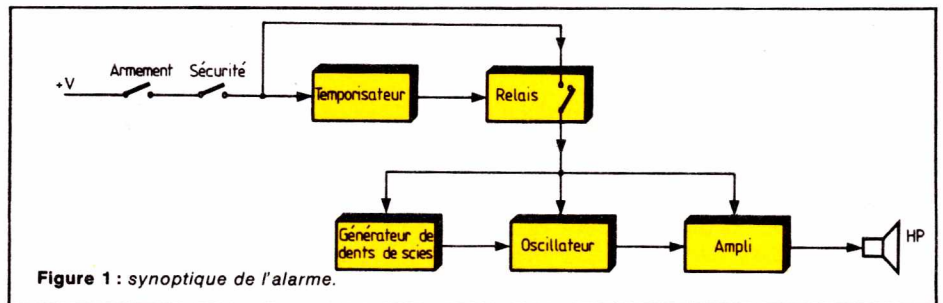 Armement Sécurité
+V
Temporisateur
Relais
Générateur de
dents de scies
Oscillateur
Ampli
HP
Figure 1 : synoptique de l'alarme.